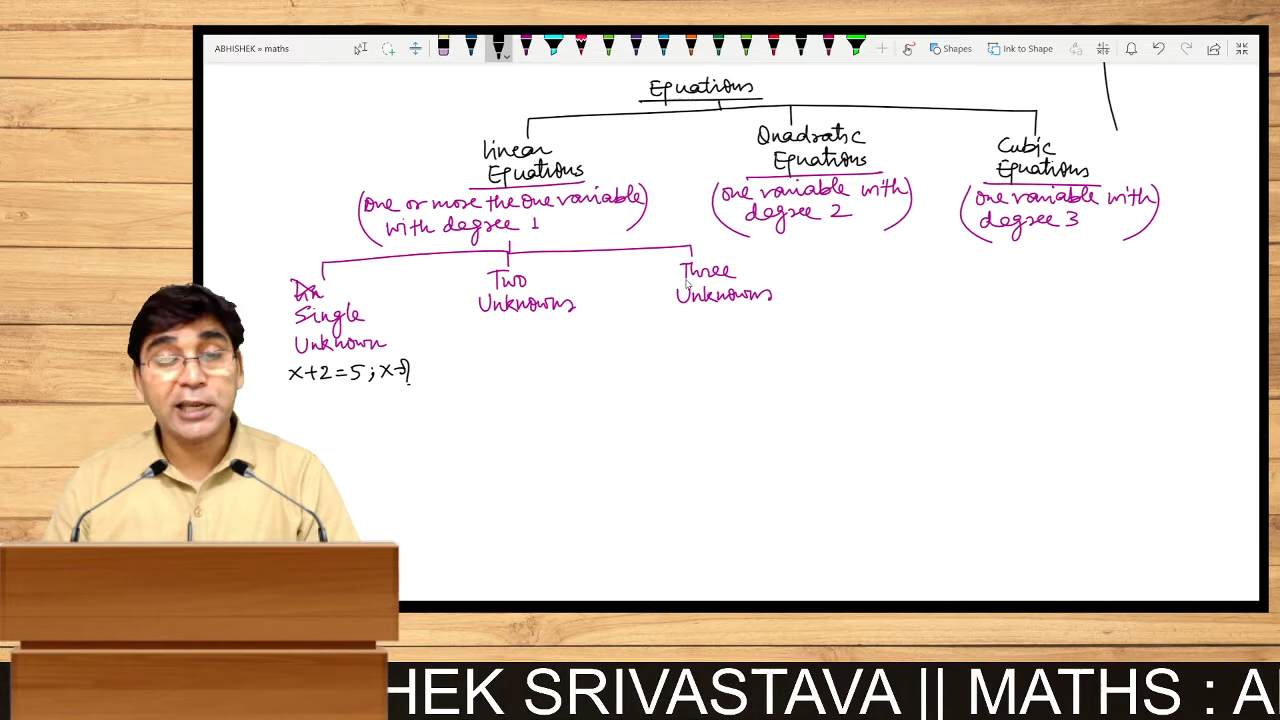 ABHISHEK » maths
Shapes
Ink to Shape
Equations
Linear
Equations
(one or more the one variable
with degree 1)
Quadratic
Equations
(one variable with
degree 2)
Cubic
Equations
(one variable with
degree 3)
Single
Unknown
x+2=5 ; x→?
Two
Unknowns
Three
Unknowns
HEK SRIVASTAVA || MATHS : A